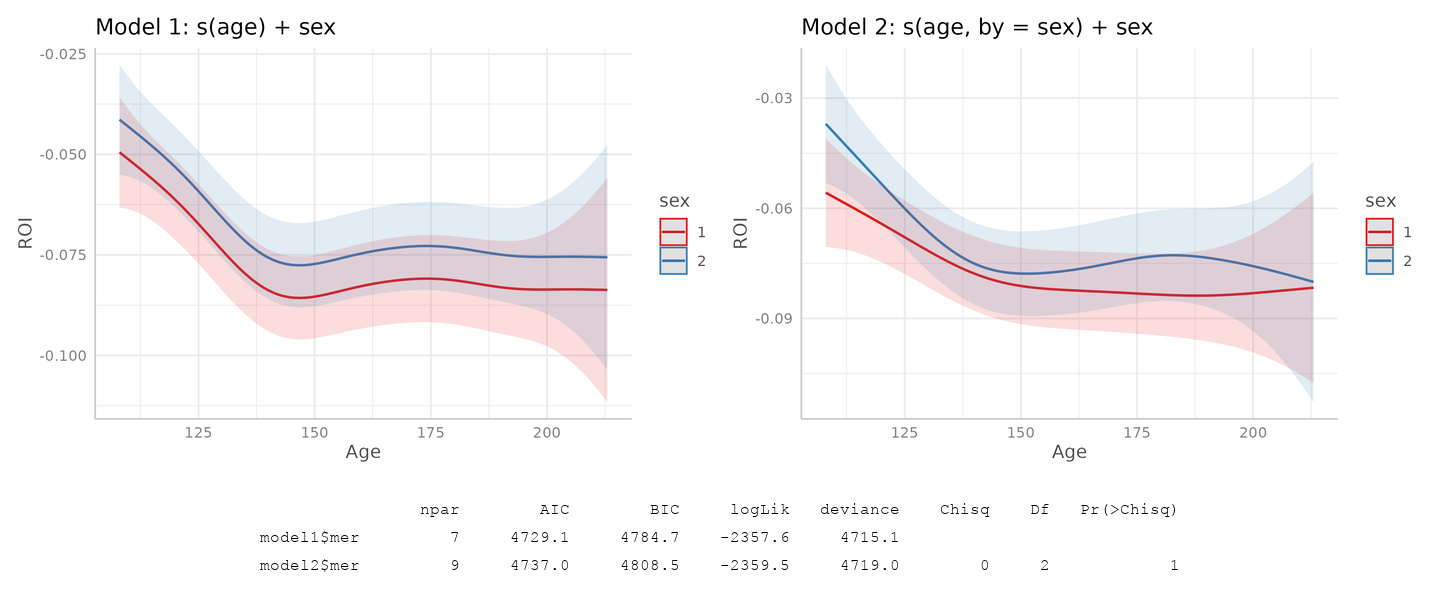 Model 1: s(age) + sex
-0.025
-0.050
-0.075
-0.100
ROI
125 150 175 200
Age
sex
1
2
Model 2: s(age, by = sex) + sex
-0.03
-0.06
-0.09
ROI
125 150 175 200
Age
sex
1
2
npar AIC BIC logLik deviance Chisq Df Pr(>Chisq)
model1$mer 7 4729.1 4784.7 -2357.6 4715.1
model2$mer 9 4737.0 4808.5 -2359.5 4719.0 0 2 1